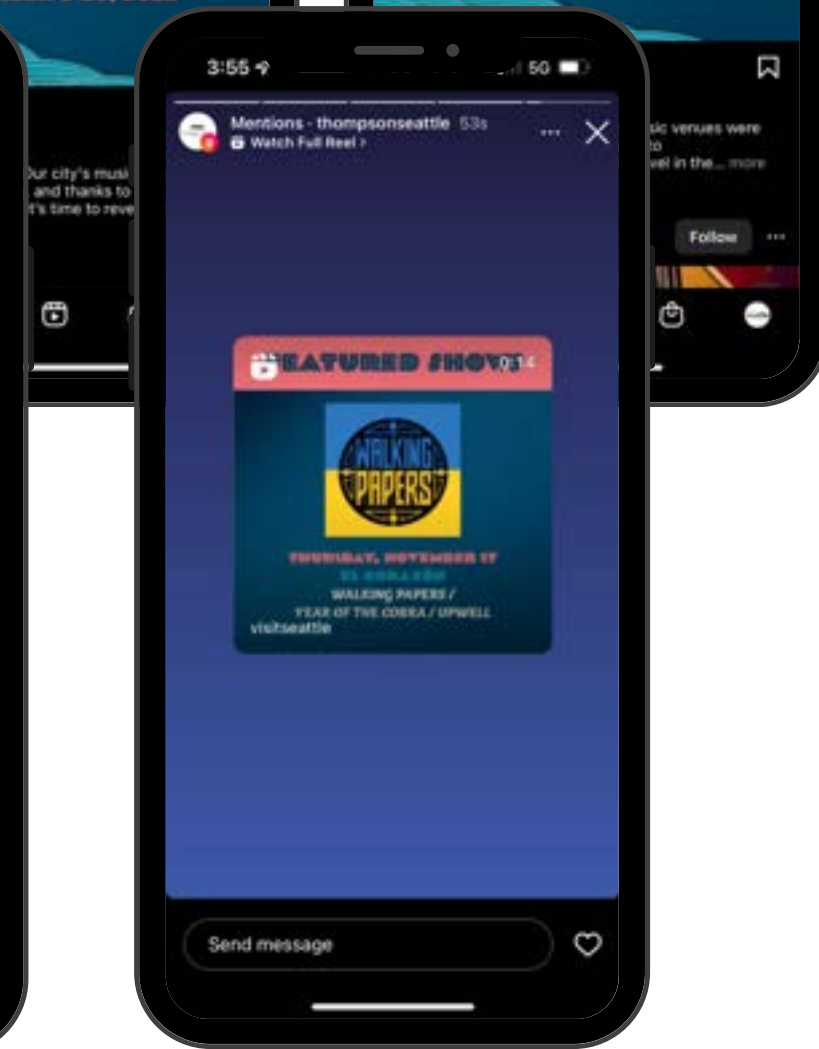 3:55
5G
Mentions · thompsonseattle 53s
Watch Full Reel ›
FEATURED SHOWS
0:14
WALKING
PAPERS
THURSDAY, NOVEMBER 17
EL CORAZÓN
WALKING PAPERS /
YEAR OF THE COBRA / UPWELL
visitseattle
Send message
Our city's musi
and thanks to
t's time to reve
sic venues were
to
vel in the... more
Follow